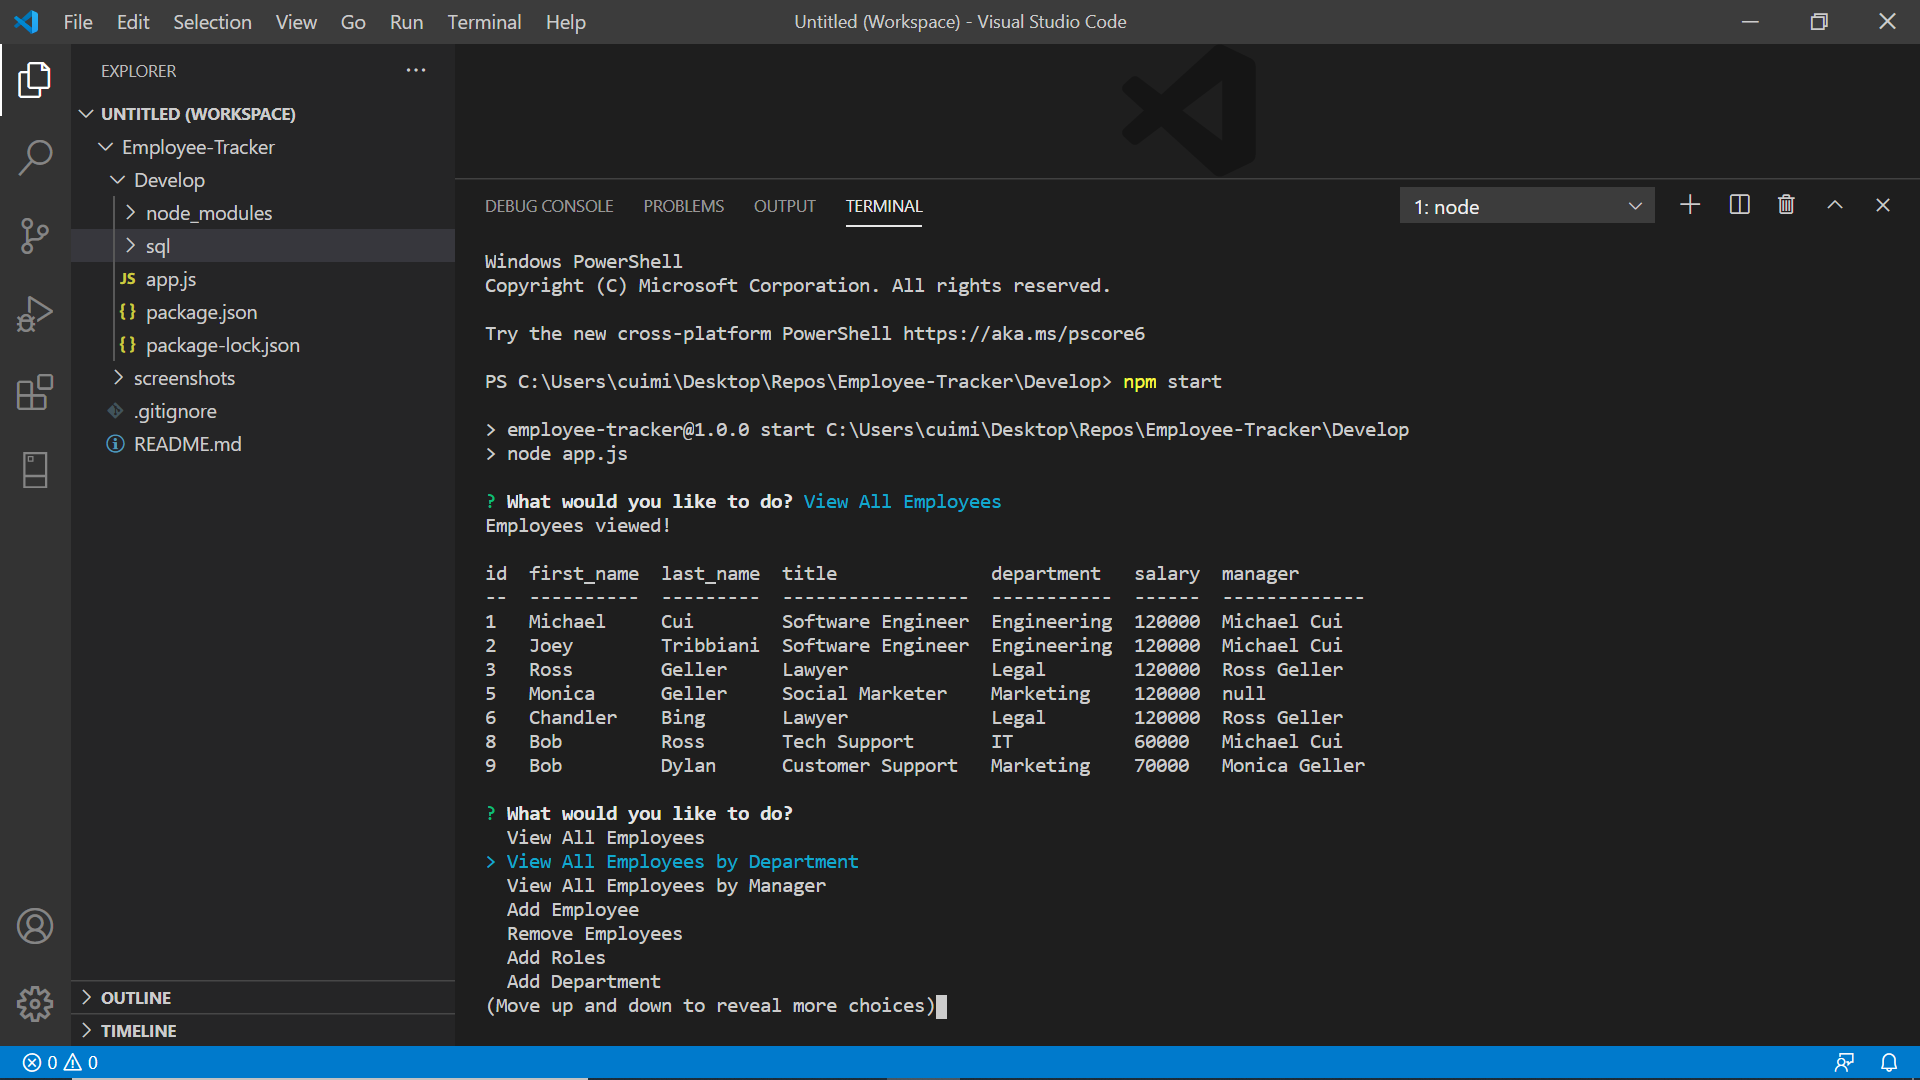 File Edit Selection View Go Run Terminal Help Untitled (Workspace) - Visual Studio Code
EXPLORER
UNTITLED (WORKSPACE)
Employee-Tracker
Develop
node_modules
sql
JS app.js
{} package.json
{} package-lock.json
screenshots
.gitignore
README.md
OUTLINE
TIMELINE
DEBUG CONSOLE PROBLEMS OUTPUT TERMINAL 1: node
Windows PowerShell
Copyright (C) Microsoft Corporation. All rights reserved.
Try the new cross-platform PowerShell https://aka.ms/pscore6
PS C:\Users\cuimi\Desktop\Repos\Employee-Tracker\Develop> npm start
> employee-tracker@1.0.0 start C:\Users\cuimi\Desktop\Repos\Employee-Tracker\Develop
> node app.js
? What would you like to do? View All Employees
Employees viewed!
id first_name last_name title department salary manager
-- ---------- --------- ----------------- ----------- ------ -------------
1 Michael Cui Software Engineer Engineering 120000 Michael Cui
2 Joey Tribbiani Software Engineer Engineering 120000 Michael Cui
3 Ross Geller Lawyer Legal 120000 Ross Geller
5 Monica Geller Social Marketer Marketing 120000 null
6 Chandler Bing Lawyer Legal 120000 Ross Geller
8 Bob Ross Tech Support IT 60000 Michael Cui
9 Bob Dylan Customer Support Marketing 70000 Monica Geller
? What would you like to do?
View All Employees
> View All Employees by Department
View All Employees by Manager
Add Employee
Remove Employees
Add Roles
Add Department
(Move up and down to reveal more choices)
0 0